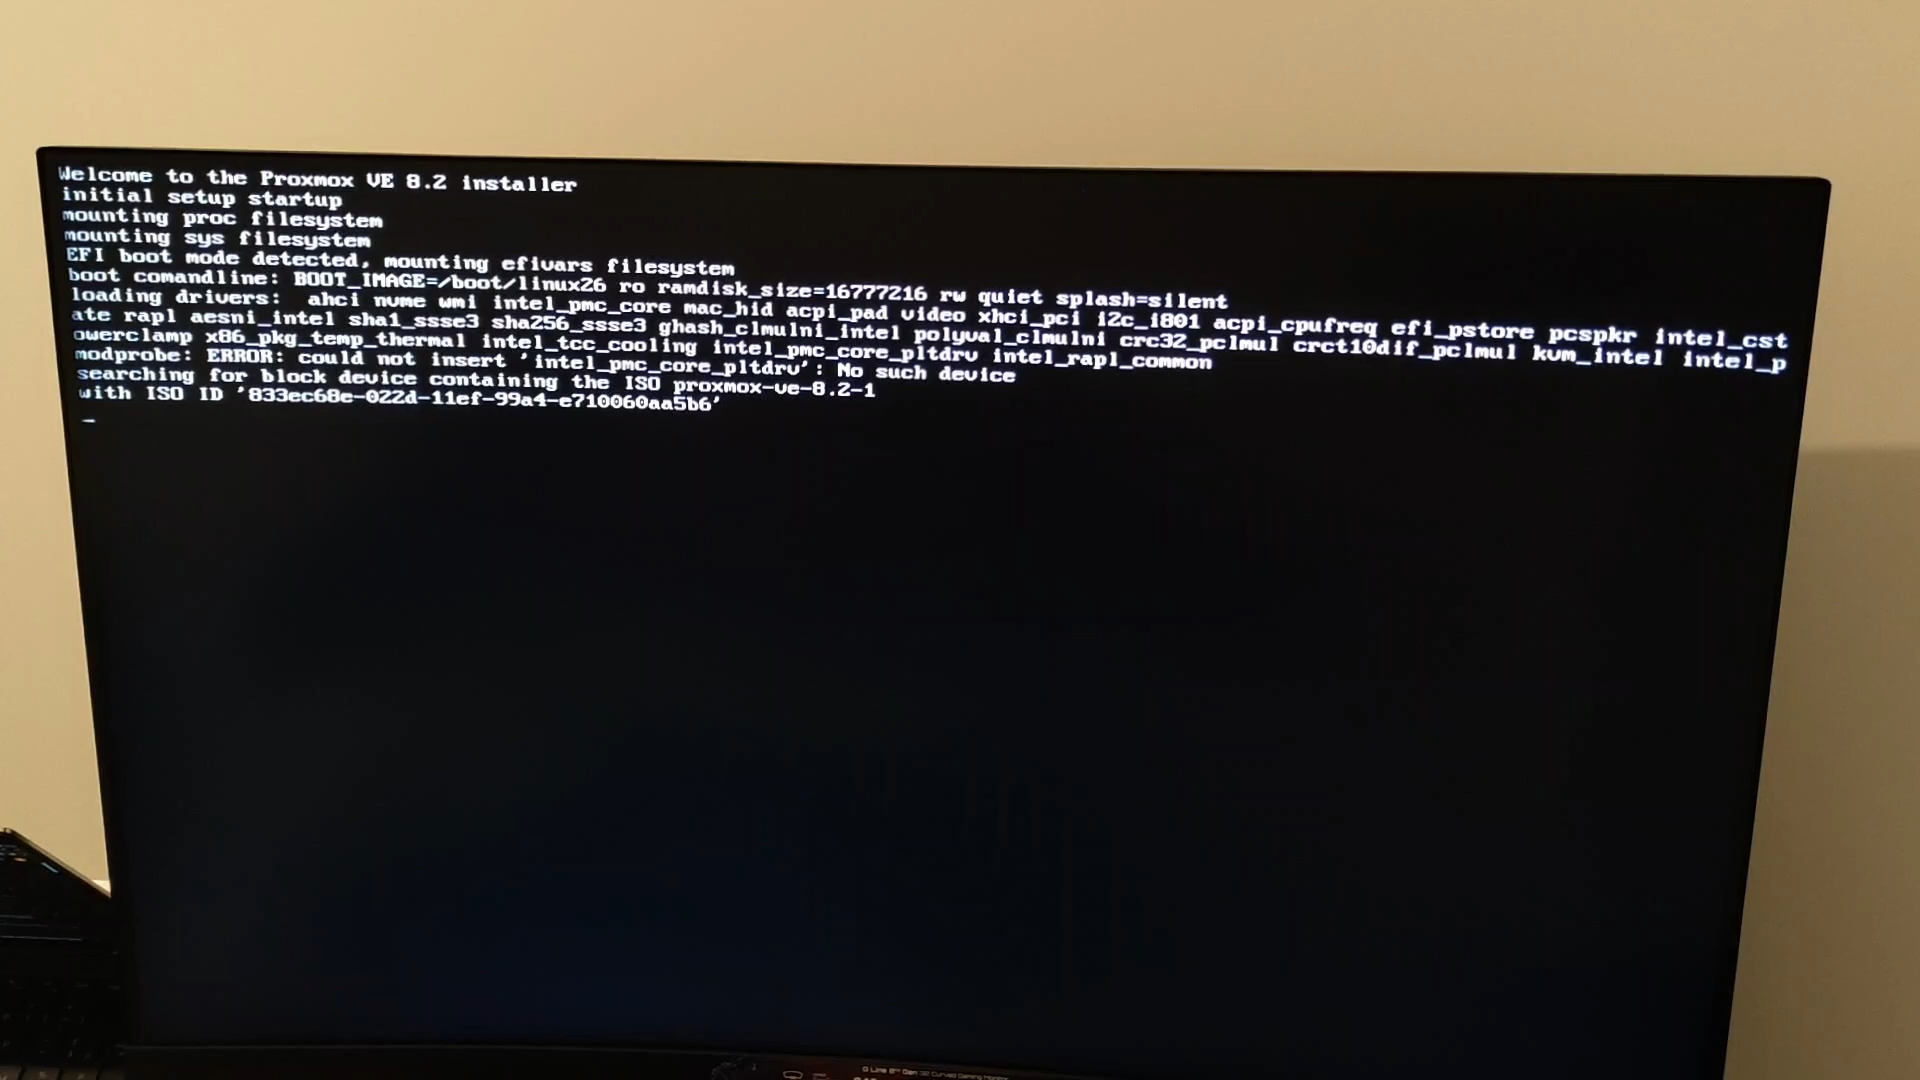 Welcome to the Proxmox VE 8.2 installer
initial setup startup
mounting proc filesystem
mounting sys filesystem
EFI boot mode detected, mounting efivars filesystem
boot comandline: BOOT_IMAGE=/boot/linux26 ro ramdisk_size=16777216 rw quiet splash=silent
loading drivers:  ahci nvme wmi intel_pmc_core mac_hid acpi_pad video xhci_pci i2c_i801 acpi_cpufreq efi_pstore pcspkr intel_cst
ate rapl aesni_intel sha1_ssse3 sha256_ssse3 ghash_clmulni_intel polyval_clmulni crc32_pclmul crct10dif_pclmul kvm_intel intel_p
owerclamp x86_pkg_temp_thermal intel_tcc_cooling intel_pmc_core_pltdrv intel_rapl_common
modprobe: ERROR: could not insert 'intel_pmc_core_pltdrv': No such device
searching for block device containing the ISO proxmox-ve-8.2-1
with ISO ID '833ec68e-022d-11ef-99a4-e710060aa5b6'